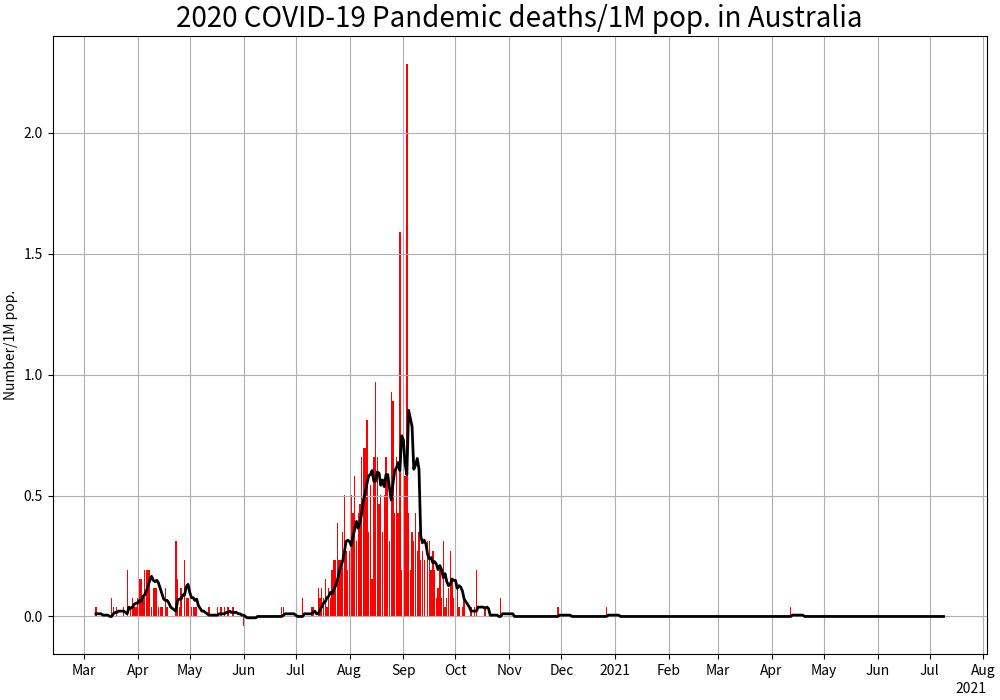 2020 COVID-19 Pandemic deaths/1M pop. in Australia
Number/1M pop.
2.0
1.5
1.0
0.5
0.0
Mar Apr May Jun Jul Aug Sep Oct Nov Dec 2021 Feb Mar Apr May Jun Jul Aug
2021